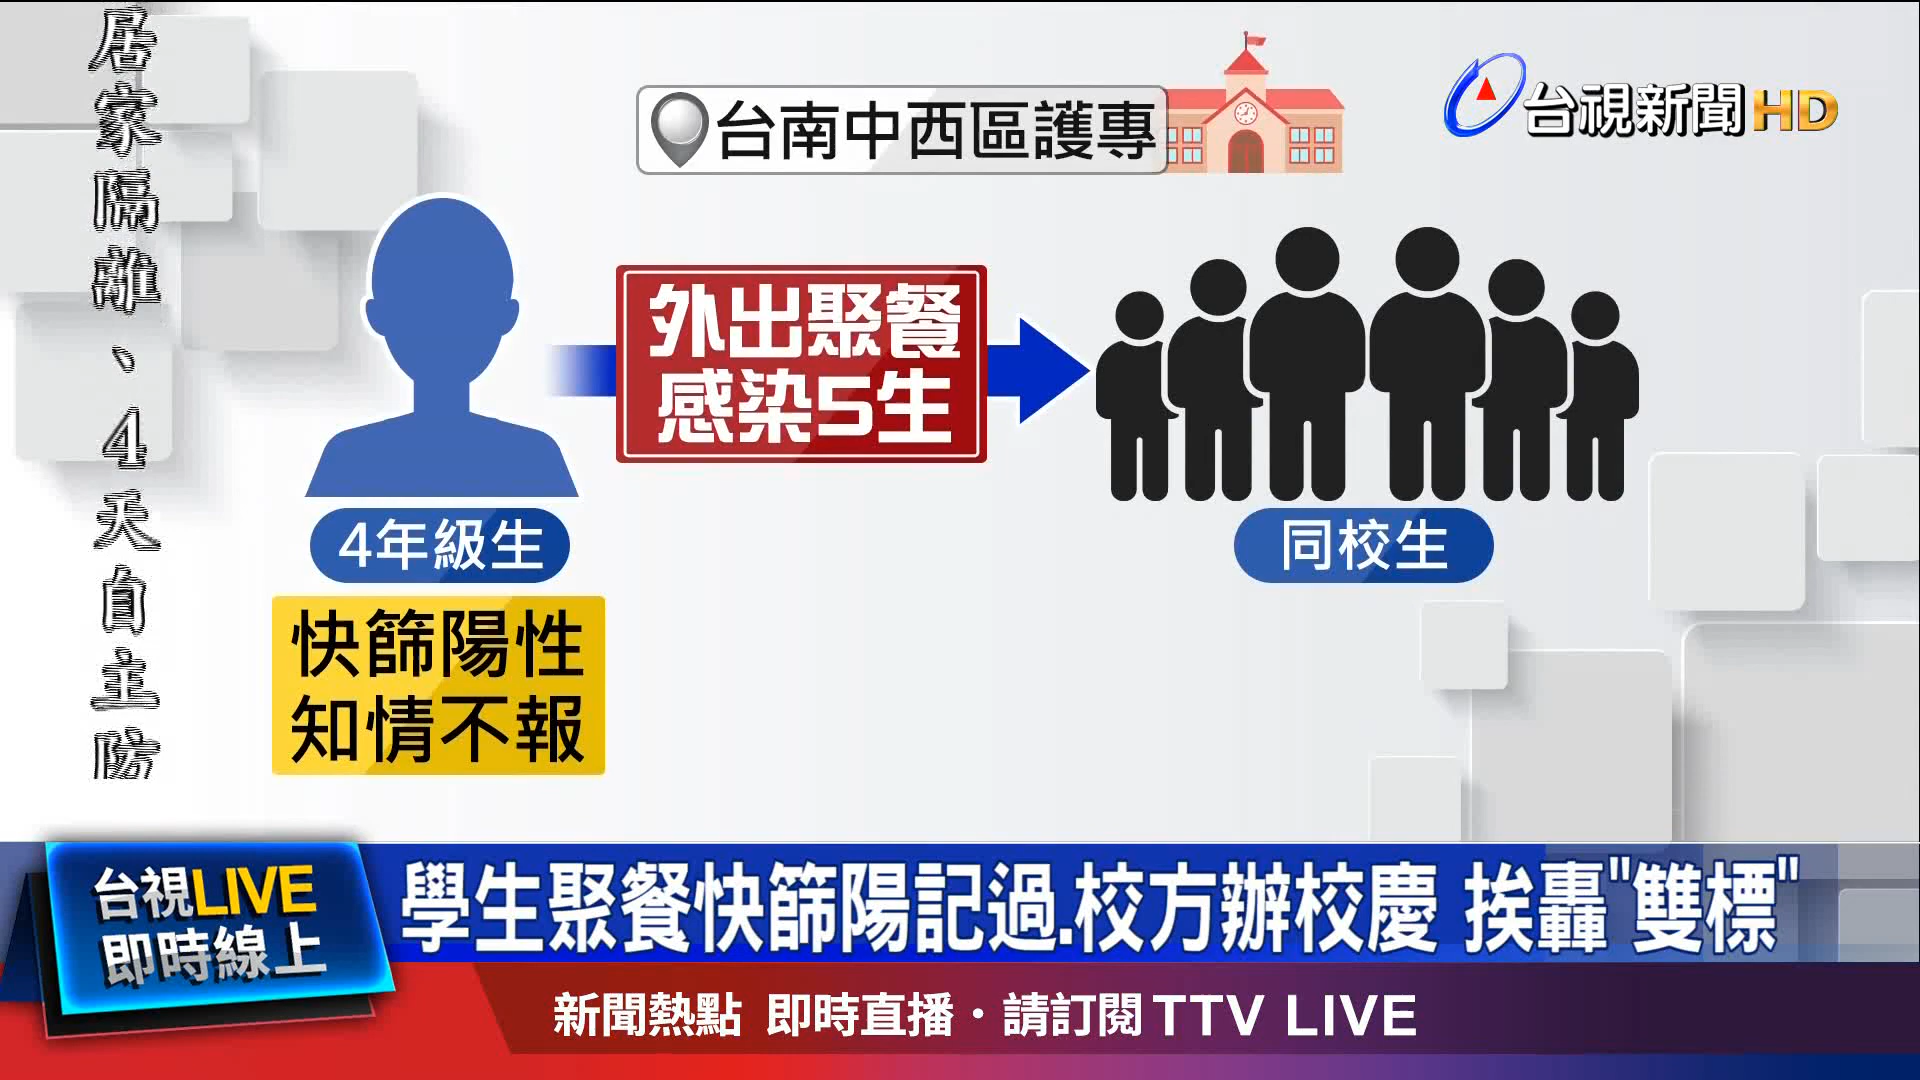 居家隔離、4天自主防
台南中西區護專
台視新聞HD
外出聚餐
感染5生
4年級生
同校生
快篩陽性
知情不報
台視LIVE
即時線上
學生聚餐快篩陽記過.校方辦校慶 挨轟"雙標"
新聞熱點 即時直播・請訂閱TTV LIVE